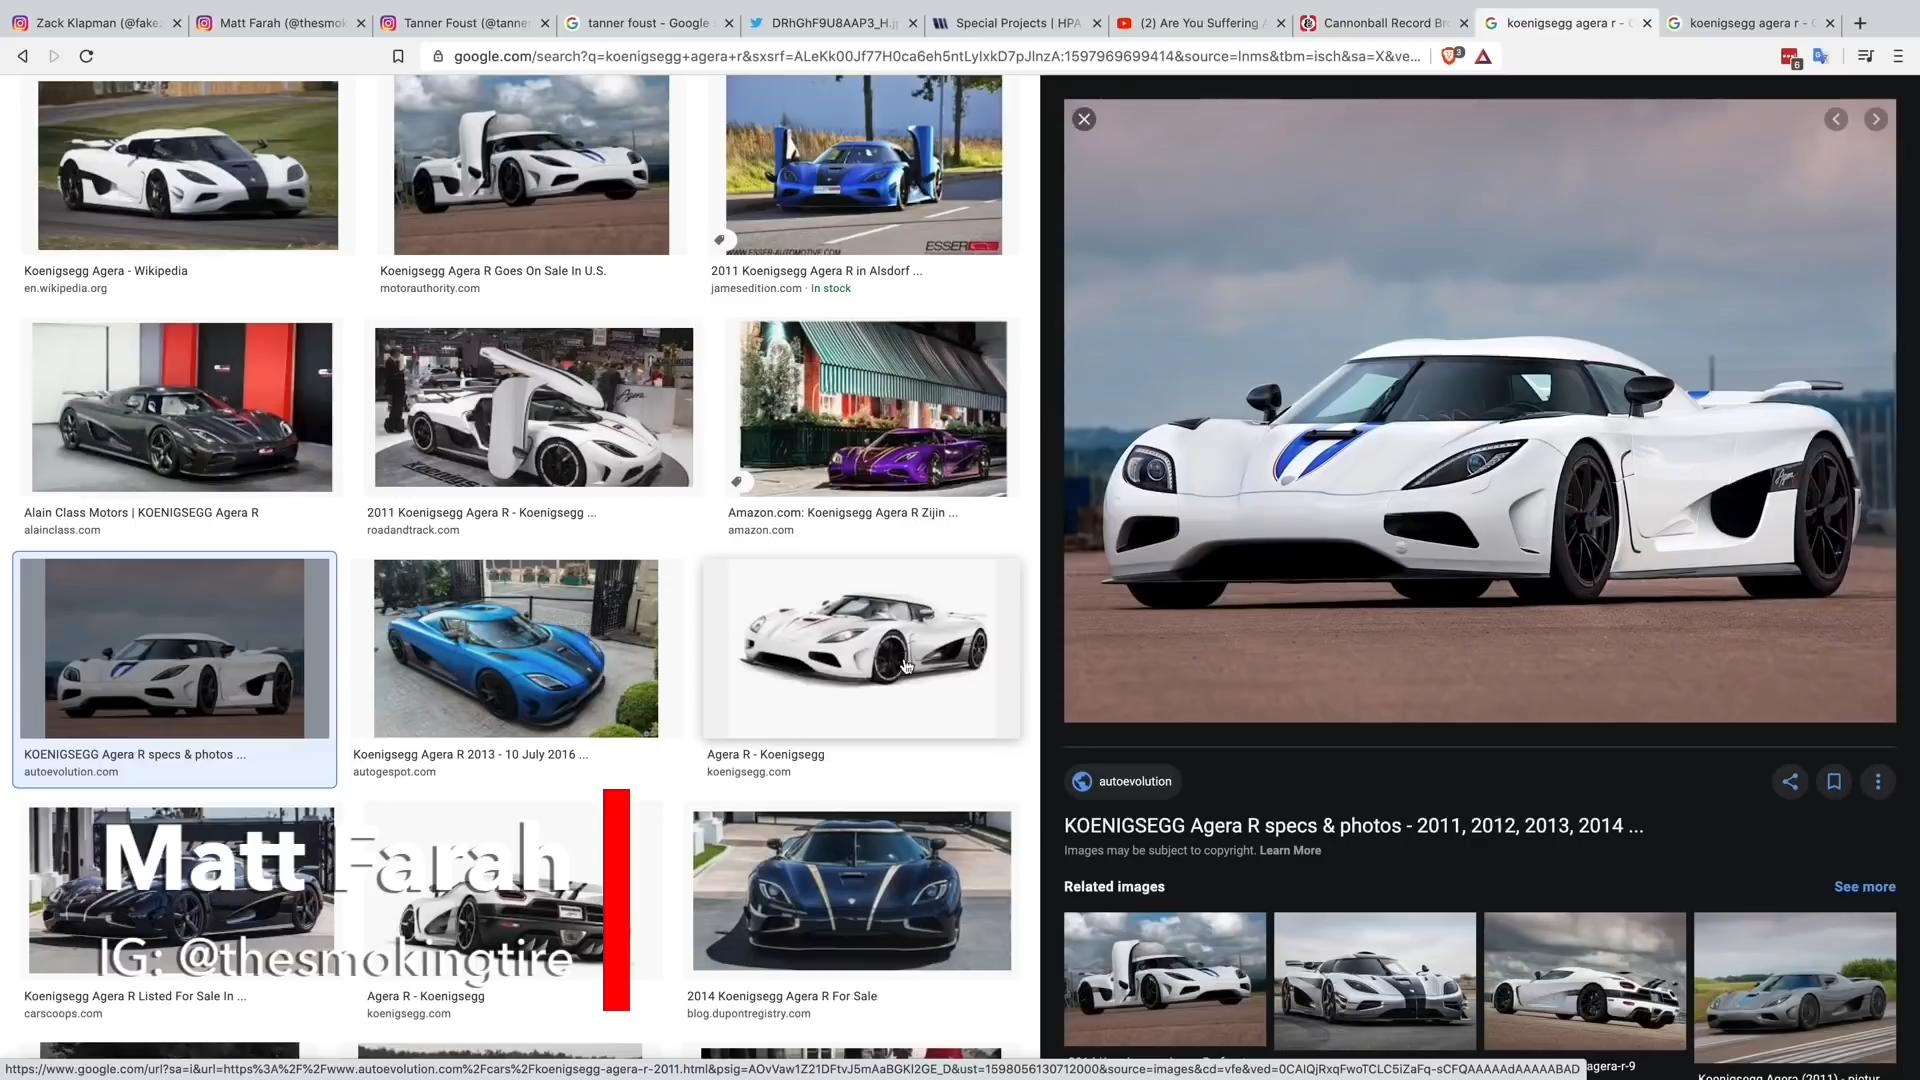 Zack Klapman (@fake
Matt Farah (@thesmok
Tanner Foust (@tanne
tanner foust - Google
DRhGhF9U8AAP3_H.j
Special Projects | HPA
(2) Are You Suffering
Cannonball Record Br
koenigsegg agera r -
koenigsegg agera r -
google.com/search?q=koenigsegg+agera+r&sxsrf=ALeKk00Jf77H0ca6eh5ntLyIxkD7pJlnzA:1597969699414&source=lnms&tbm=isch&sa=X&ve...
3
6
WWW.ESSER-AUTOMOTIVE.COM
ESSER
Koenigsegg Agera - Wikipedia
en.wikipedia.org
Koenigsegg Agera R Goes On Sale In U.S.
motorauthority.com
2011 Koenigsegg Agera R in Alsdorf ...
jamesedition.com · In stock
Alain Class Motors | KOENIGSEGG Agera R
alainclass.com
2011 Koenigsegg Agera R - Koenigsegg ...
roadandtrack.com
Amazon.com: Koenigsegg Agera R Zijin ...
amazon.com
KOENIGSEGG Agera R specs & photos ...
autoevolution.com
Koenigsegg Agera R 2013 - 10 July 2016 ...
autogespot.com
Agera R - Koenigsegg
koenigsegg.com
Matt Farah
IG: @thesmokingtire
Koenigsegg Agera R Listed For Sale In ...
carscoops.com
Agera R - Koenigsegg
koenigsegg.com
2014 Koenigsegg Agera R For Sale
blog.dupontregistry.com
autoevolution
KOENIGSEGG Agera R specs & photos - 2011, 2012, 2013, 2014 ...
Images may be subject to copyright. Learn More
Related images
See more
agera-r-9
https://www.google.com/url?sa=i&url=https%3A%2F%2Fwww.autoevolution.com%2Fcars%2Fkoenigsegg-agera-r-2011.html&psig=AOvVaw1Z21DFtvJ5mAaBGKI2GE_D&ust=1598056130712000&source=images&cd=vfe&ved=0CAIQjRxqFwoTCLC5iZaFq-sCFQAAAAAdAAAAABAD